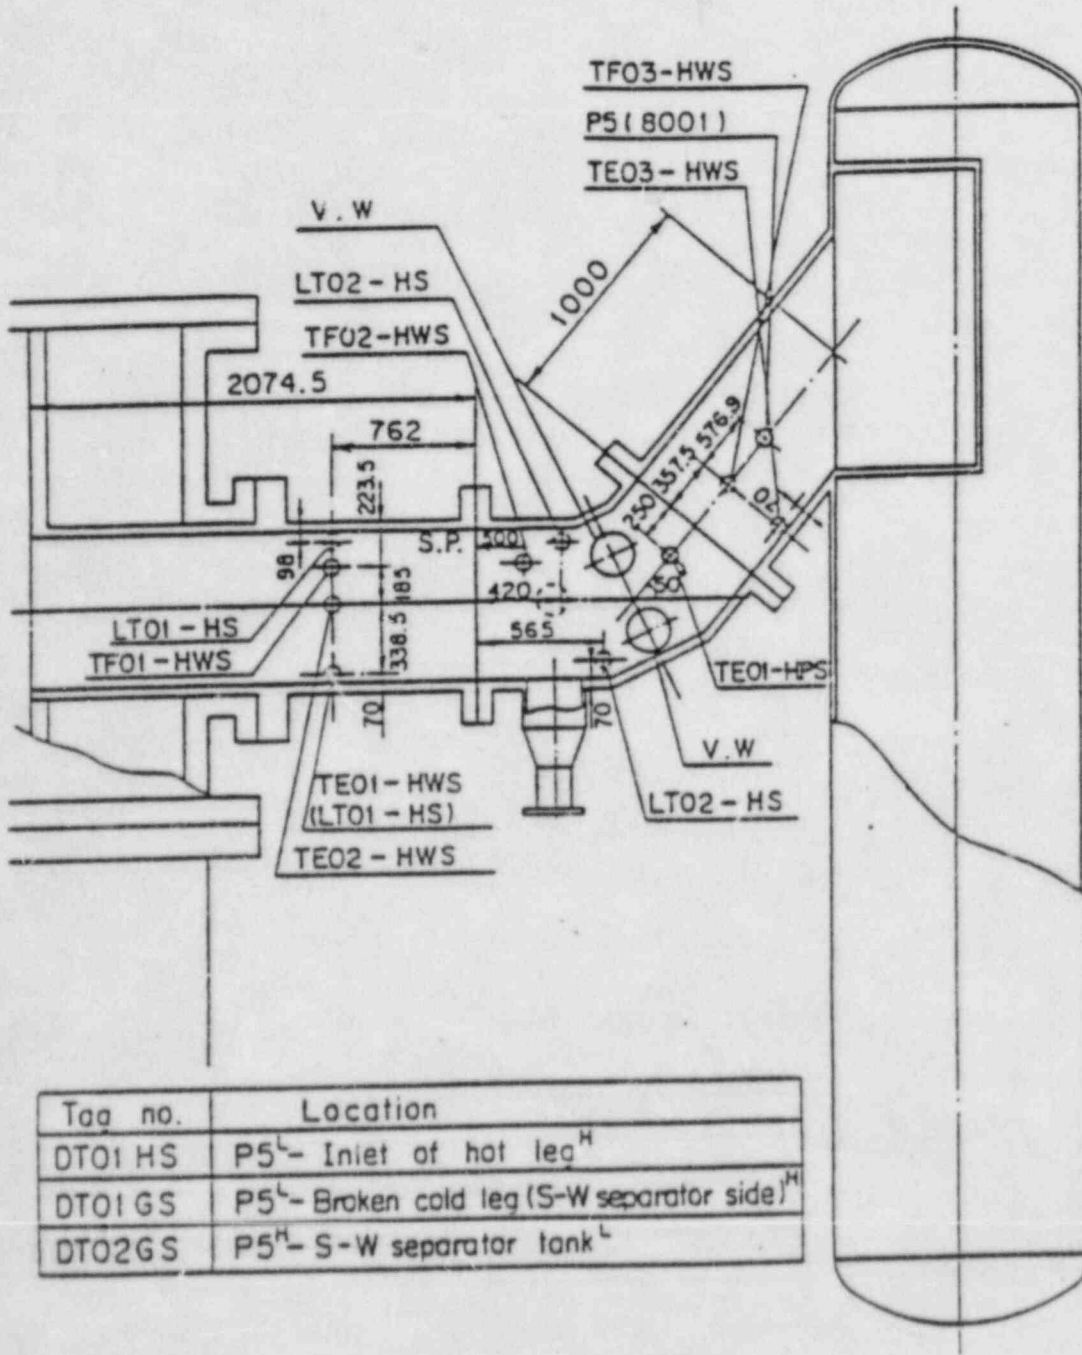 TF03-HWS
P5(8001)
TE03-HWS
V.W
LT02-HS
TF02-HWS
1000
2074.5
762
223.5
98
S.P.
500
185
420
338.5
565
70
70
250
357.5
576.9
150
LT01-HS
TF01-HWS
TE01-HPS
V.W
LT02-HS
TE01-HWS
(LT01-HS)
TE02-HWS
Tag no. Location
DT01 HS P5ᴸ- Inlet of hot legᴴ
DT01 GS P5ᴸ- Broken cold leg (S-W separator side)ᴴ
DT02GS P5ᴴ- S-W separator tankᴸ